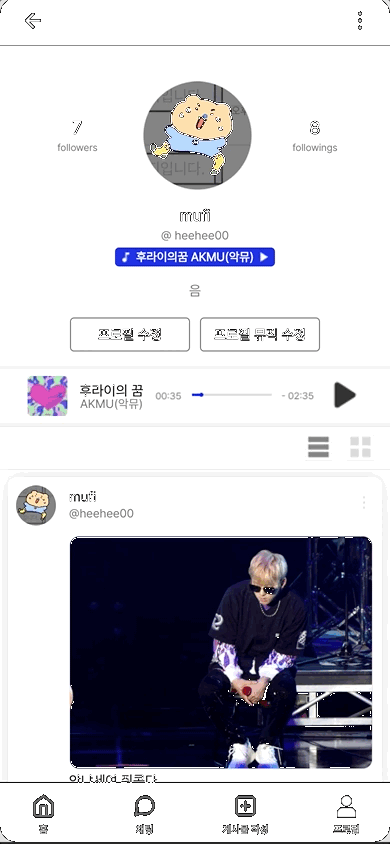 7
followers
8
followings
mufi
@ heehee00
후라이의꿈 AKMU(악뮤)
음
프로필 수정
프로필 뮤직 수정
후라이의 꿈
AKMU(악뮤)
00:35
- 02:35
mufi
@heehee00
홈
채팅
게시글 작성
프로필